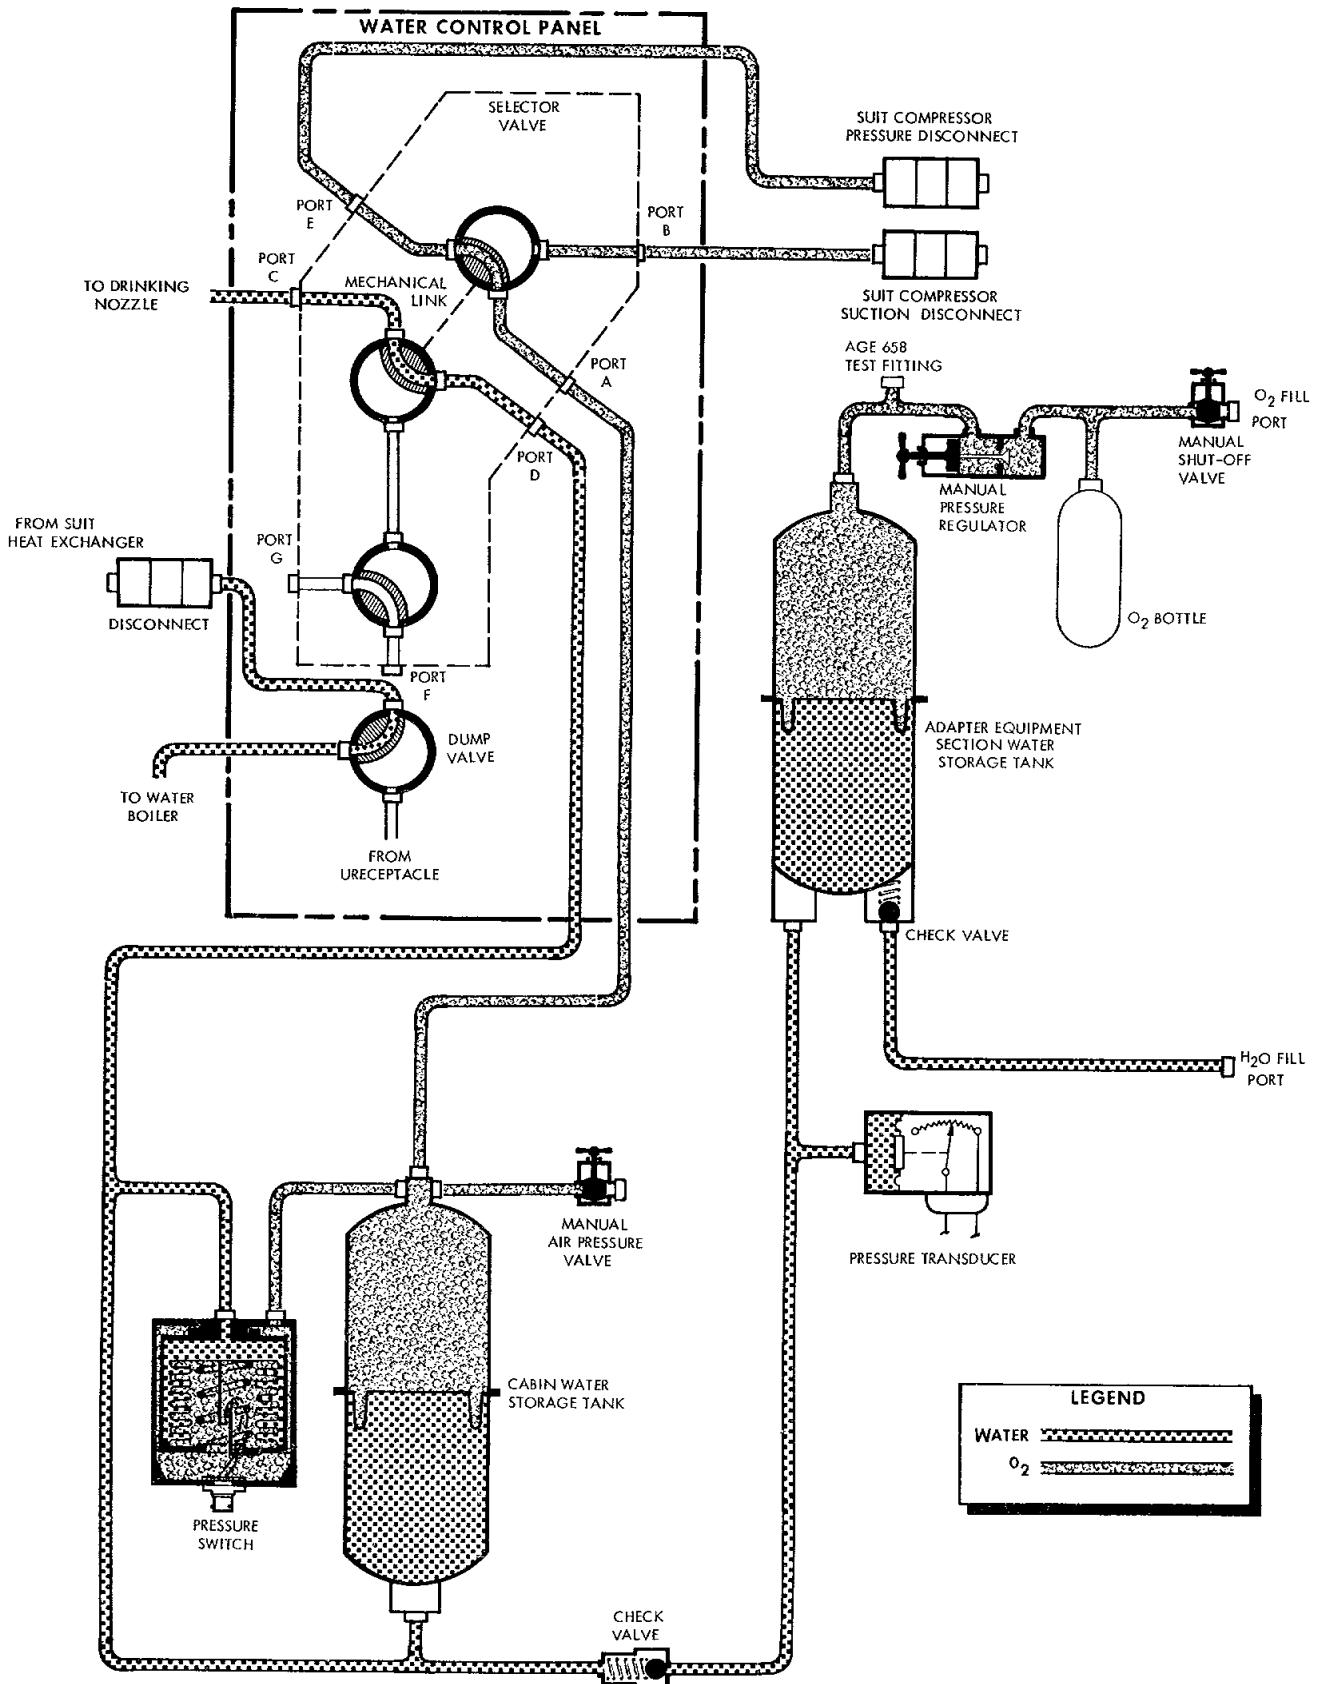 WATER CONTROL PANEL
SELECTOR
VALVE
SUIT COMPRESSOR
PRESSURE DISCONNECT
PORT
E
PORT
B
PORT
C
MECHANICAL
LINK
TO DRINKING
NOZZLE
SUIT COMPRESSOR
SUCTION DISCONNECT
PORT
A
AGE 658
TEST FITTING
O2 FILL
PORT
MANUAL
SHUT-OFF
VALVE
PORT
D
MANUAL
PRESSURE
REGULATOR
FROM SUIT
HEAT EXCHANGER
PORT
G
DISCONNECT
O2 BOTTLE
PORT
F
DUMP
VALVE
ADAPTER EQUIPMENT
SECTION WATER
STORAGE TANK
TO WATER
BOILER
FROM
URECEPTACLE
CHECK VALVE
H2O FILL
PORT
MANUAL
AIR PRESSURE
VALVE
PRESSURE TRANSDUCER
CABIN WATER
STORAGE TANK
LEGEND
WATER
O2
PRESSURE
SWITCH
CHECK
VALVE